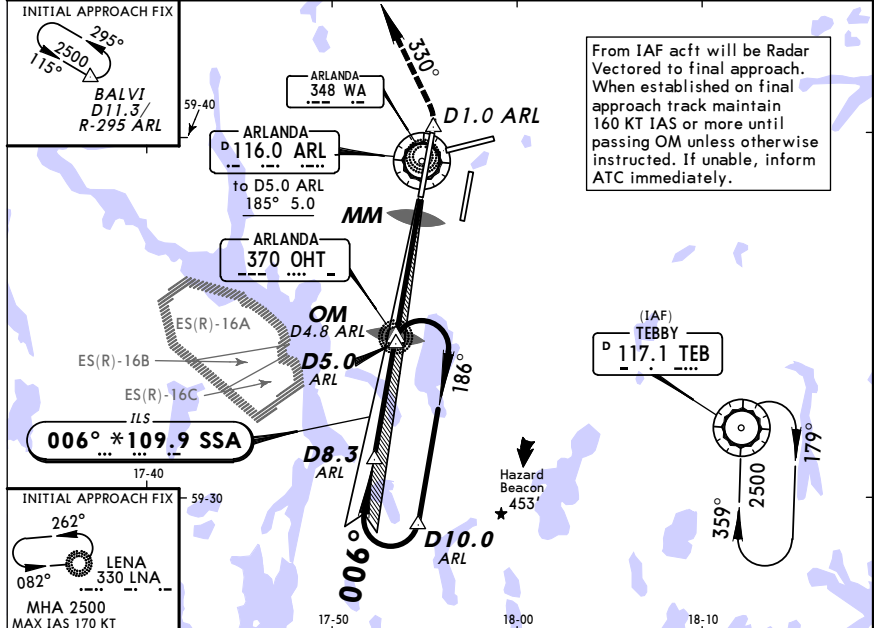 INITIAL APPROACH FIX
295°
2500
115°
BALVI
D11.3/
R-295 ARL
59-40
330°
ARLANDA
348 WA
D1.0 ARL
ARLANDA
D 116.0 ARL
to D5.0 ARL
185° 5.0
MM
From IAF acft will be Radar
Vectored to final approach.
When established on final
approach track maintain
160 KT IAS or more until
passing OM unless otherwise
instructed. If unable, inform
ATC immediately.
ARLANDA
370 OHT
ES(R)-16A
OM
D4.8 ARL
ES(R)-16B
D5.0
ARL
ES(R)-16C
186°
(IAF)
TEBBY
D 117.1 TEB
ILS
006° *109.9 SSA
17-40
D8.3
ARL
Hazard
Beacon
453'
179°
2500
359°
INITIAL APPROACH FIX
59-30
262°
082°
LENA
330 LNA
MHA 2500
MAX IAS 170 KT
006°
D10.0
ARL
17-50
18-00
18-10